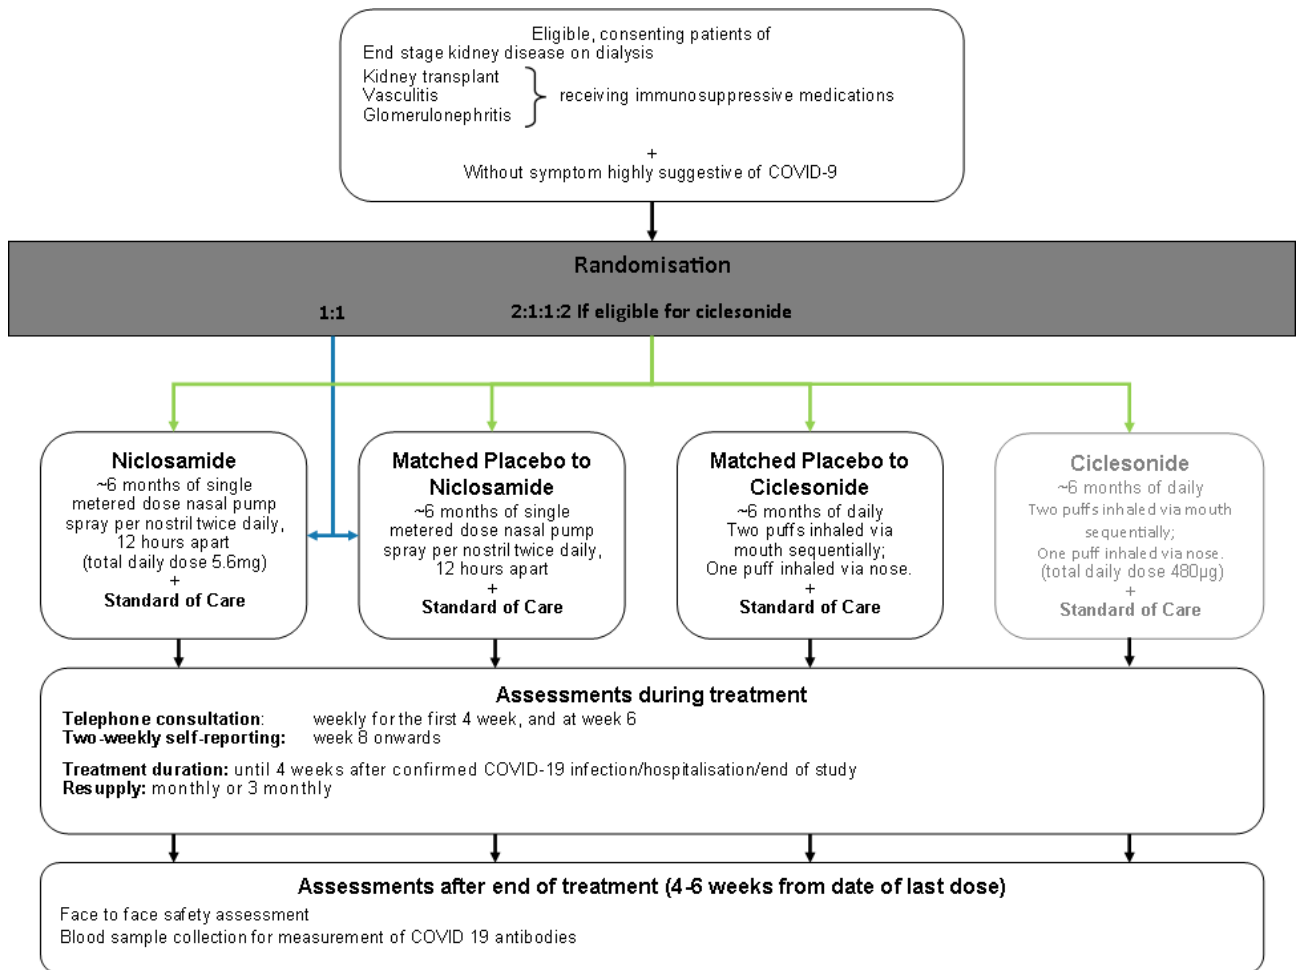 Eligible, consenting patients of
End stage kidney disease on dialysis
Kidney transplant
Vasculitis
Glomerulonephritis
receiving immunosuppressive medications
+
Without symptom highly suggestive of COVID-9
Randomisation
1:1
2:1:1:2 If eligible for ciclesonide
Niclosamide
~6 months of single
metered dose nasal pump
spray per nostril twice daily,
12 hours apart
(total daily dose 5.6mg)
+
Standard of Care
Matched Placebo to
Niclosamide
~6 months of single
metered dose nasal pump
spray per nostril twice daily,
12 hours apart
+
Standard of Care
Matched Placebo to
Ciclesonide
~6 months of daily
Two puffs inhaled via
mouth sequentially;
One puff inhaled via nose.
+
Standard of Care
Ciclesonide
~6 months of daily
Two puffs inhaled via mouth
sequentially;
One puff inhaled via nose.
(total daily dose 480µg)
+
Standard of Care
Assessments during treatment
Telephone consultation: weekly for the first 4 week, and at week 6
Two-weekly self-reporting: week 8 onwards
Treatment duration: until 4 weeks after confirmed COVID-19 infection/hospitalisation/end of study
Resupply: monthly or 3 monthly
Assessments after end of treatment (4-6 weeks from date of last dose)
Face to face safety assessment
Blood sample collection for measurement of COVID 19 antibodies